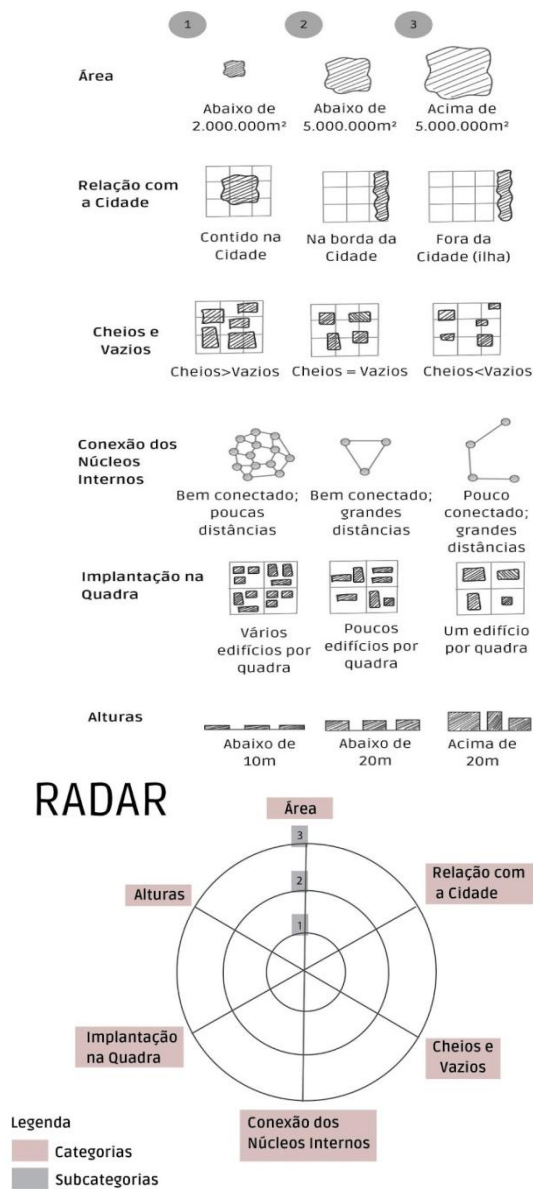 1 2 3
Área
Abaixo de Abaixo de Acima de
2.000.000m² 5.000.000m² 5.000.000m²
Relação com
a Cidade
Contido na Na borda da Fora da
Cidade Cidade Cidade (ilha)
Cheios e
Vazios
Cheios>Vazios Cheios = Vazios Cheios<Vazios
Conexão dos
Núcleos
Internos
Bem conectado; Bem conectado; Pouco
poucas grandes conectado;
distâncias distâncias grandes
distâncias
Implantação na
Quadra
Vários Poucos Um edifício
edifícios por edifícios por por quadra
quadra quadra
Alturas
Abaixo de Abaixo de Acima de
10m 20m 20m
RADAR
Área
3
Relação com
a Cidade
2
Alturas
1
Implantação
na Quadra
Cheios e
Vazios
Conexão dos
Núcleos Internos
Legenda
Categorias
Subcategorias